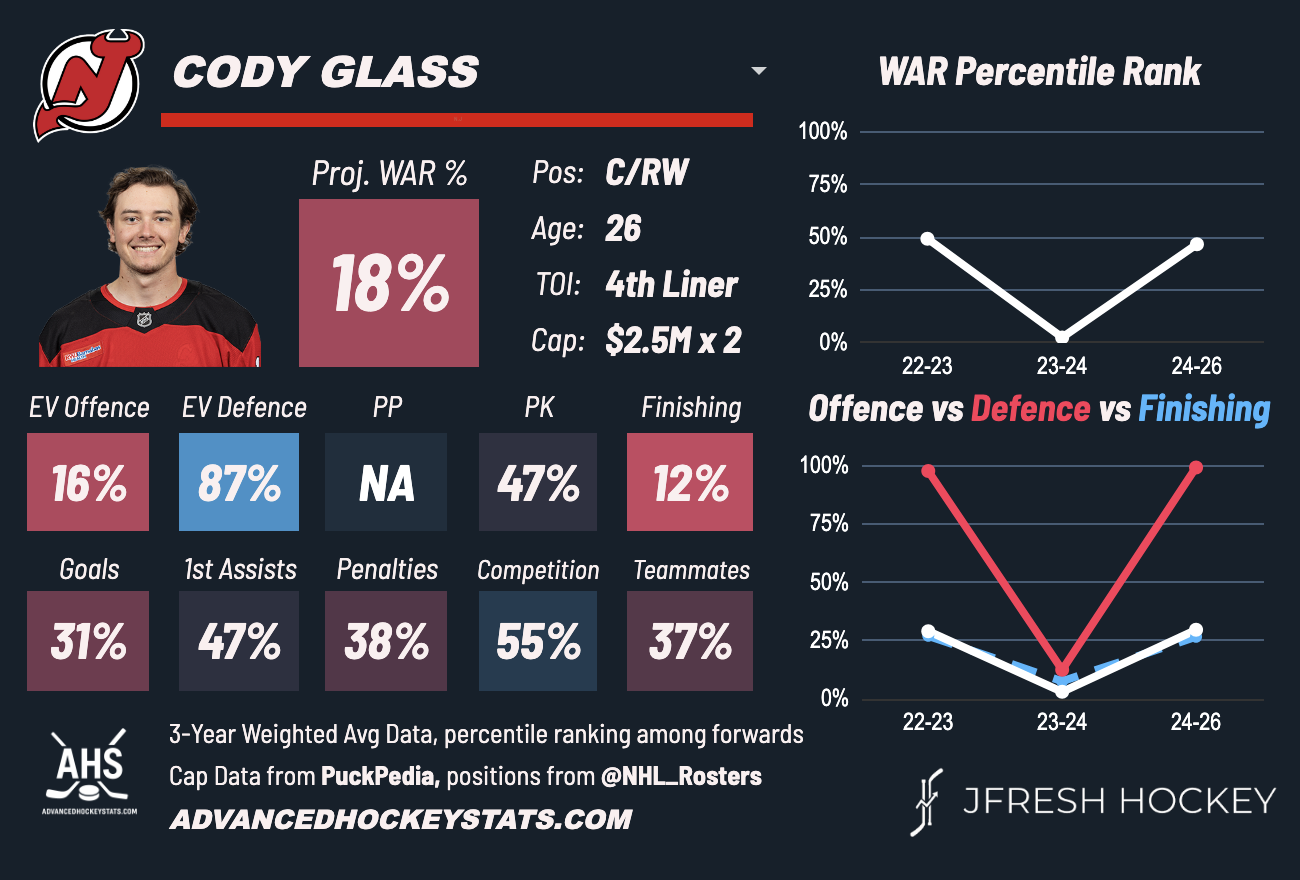 CODY GLASS
Proj. WAR %
18%
Pos: C/RW
Age: 26
TOI: 4th Liner
Cap: $2.5M x 2
EV Offence EV Defence PP PK Finishing
16% 87% NA 47% 12%
Goals 1st Assists Penalties Competition Teammates
31% 47% 38% 55% 37%
WAR Percentile Rank
100%
75%
50%
25%
0%
22-23 23-24 24-26
Offence vs Defence vs Finishing
100%
75%
50%
25%
0%
22-23 23-24 24-26
AHS
ADVANCEDHOCKEYSTATS.COM
3-Year Weighted Avg Data, percentile ranking among forwards
Cap Data from PuckPedia, positions from @NHL_Rosters
ADVANCEDHOCKEYSTATS.COM
JFRESH HOCKEY